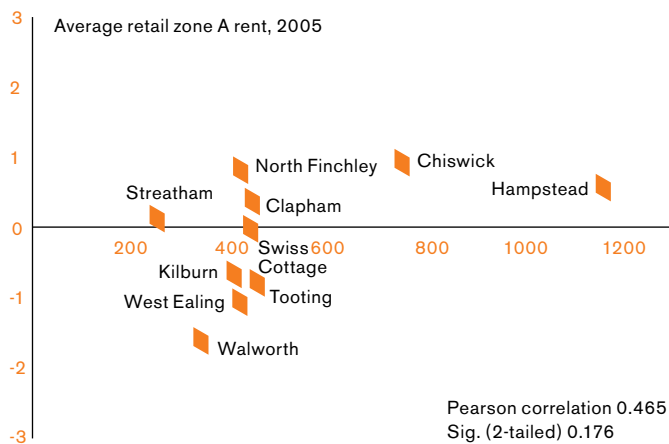 3
Average retail zone A rent, 2005
2
1
North Finchley
Chiswick
Hampstead
Streatham
Clapham
0
200
400
600
800
1000
1200
Swiss
Cottage
Kilburn
Tooting
West Ealing
-1
Walworth
-2
Pearson correlation 0.465
Sig. (2-tailed) 0.176
-3